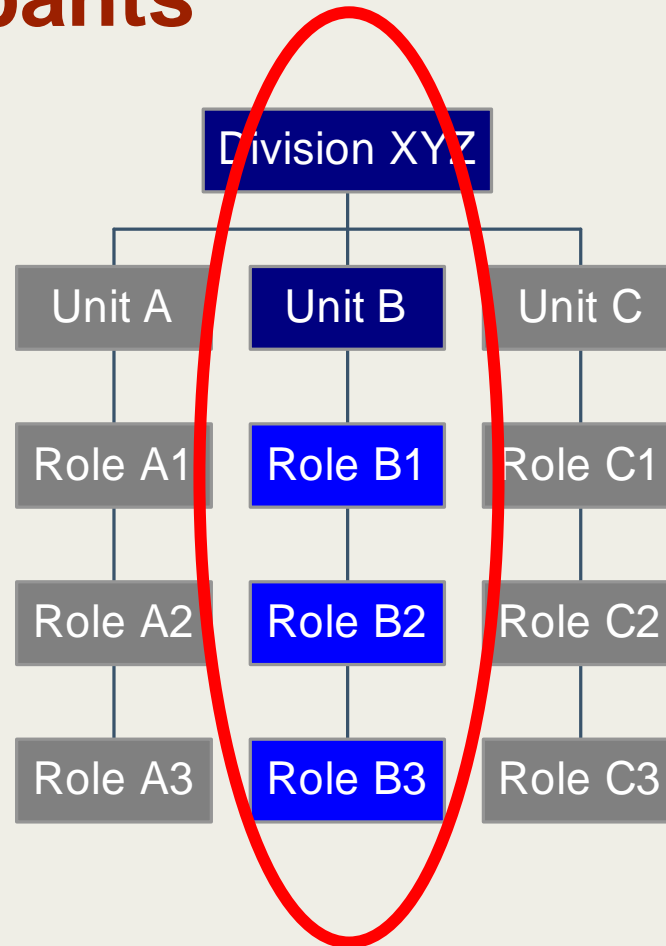 Division XYZ
Unit A Unit B Unit C
Role A1 Role B1 Role C1
Role A2 Role B2 Role C2
Role A3 Role B3 Role C3